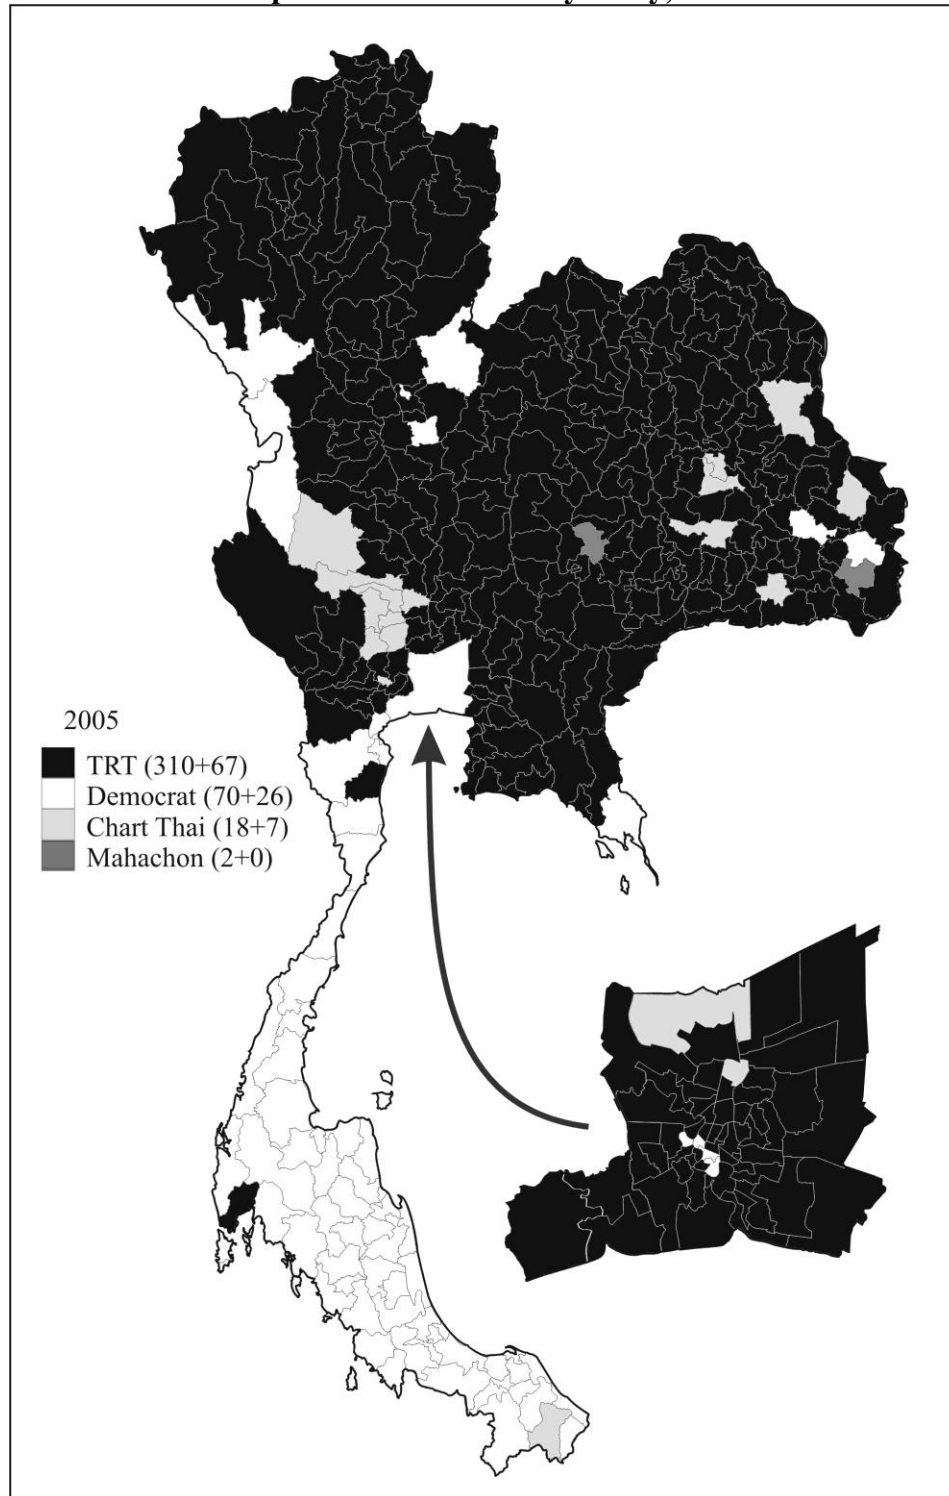 2005
TRT (310+67)
Democrat (70+26)
Chart Thai (18+7)
Mahachon (2+0)